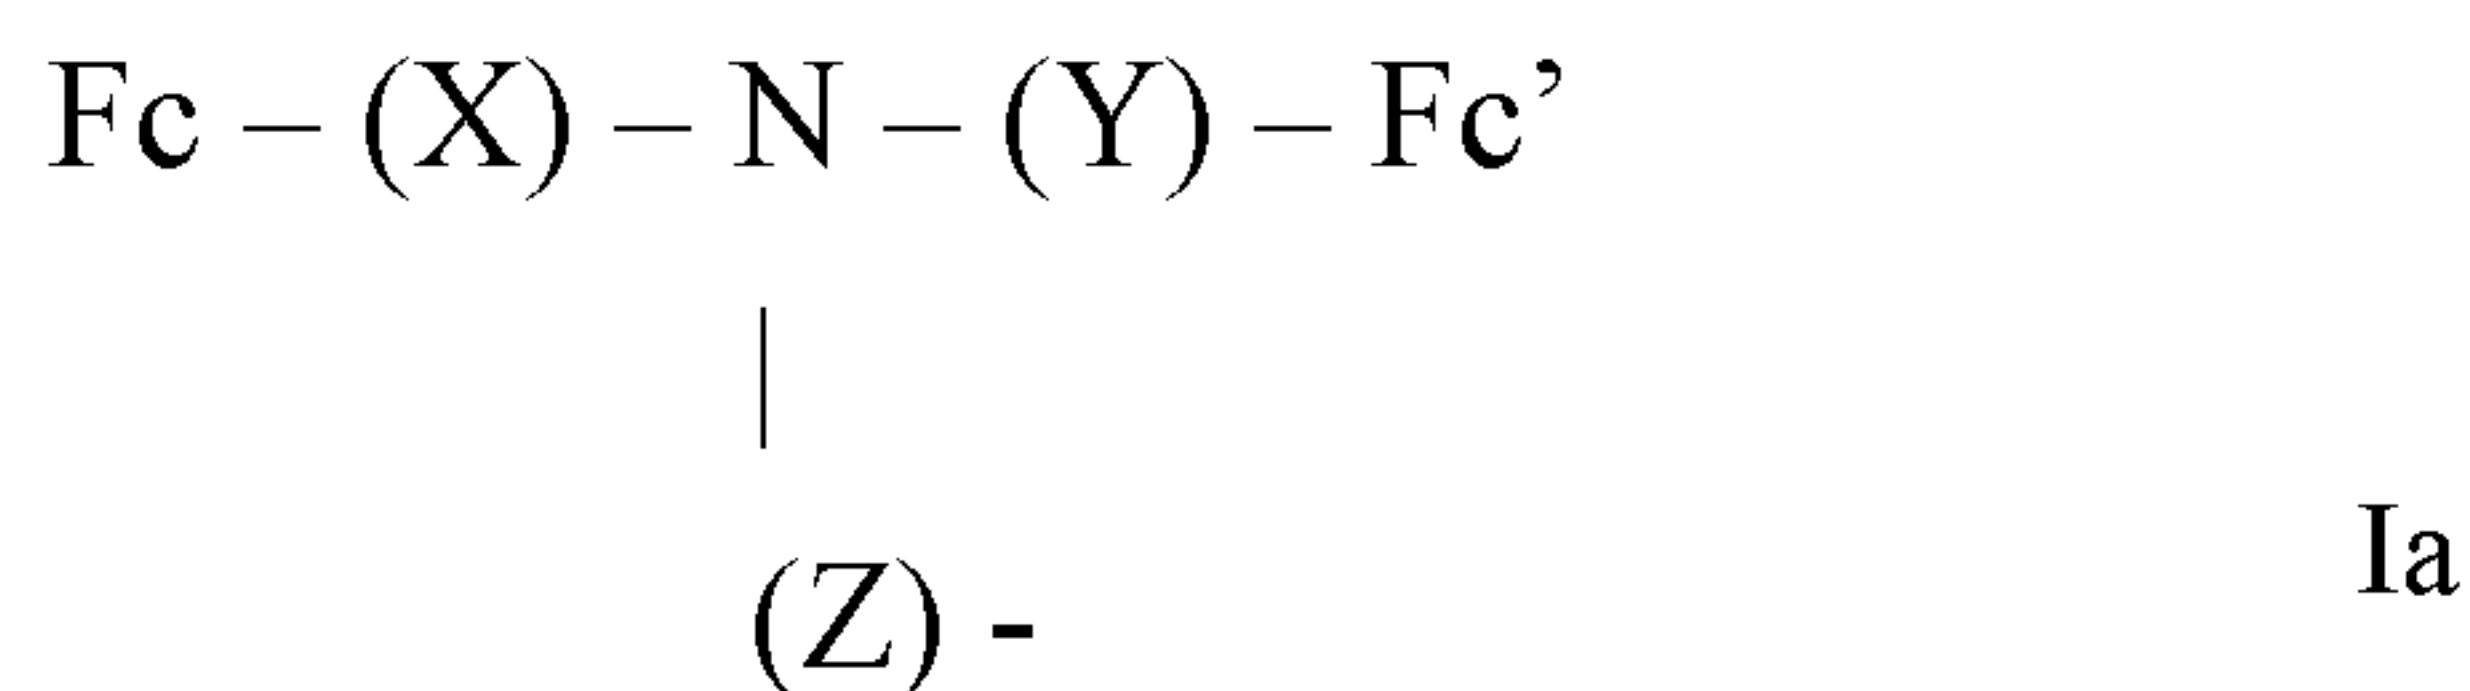 Fc – (X) – N – (Y) – Fc’
|
Ia
(Z) -